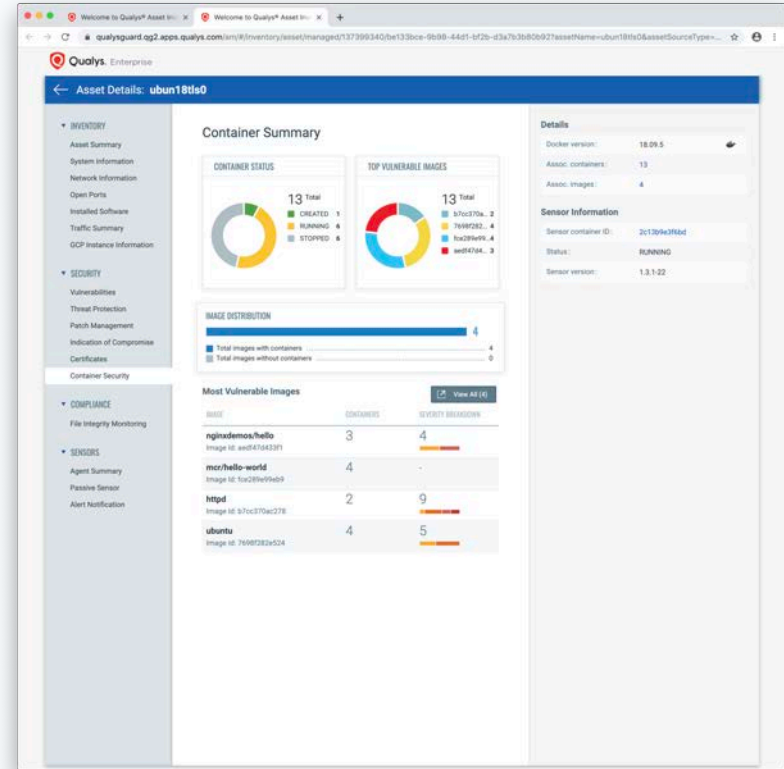 Welcome to Qualys® Asset Inv
Welcome to Qualys® Asset Inv
qualysguard.qg2.apps.qualys.com/am/#/inventory/asset/managed/137399340/be133bce-9b98-44d1-bf2b-d3a7b3b80b92?assetName=ubun18tls0&assetSourceType=...
Qualys. Enterprise
Asset Details: ubun18tls0
INVENTORY
Asset Summary
System Information
Network Information
Open Ports
Installed Software
Traffic Summary
GCP Instance Information
SECURITY
Vulnerabilities
Threat Protection
Patch Management
Indication of Compromise
Certificates
Container Security
COMPLIANCE
File Integrity Monitoring
SENSORS
Agent Summary
Passive Sensor
Alert Notification
Container Summary
CONTAINER STATUS
13 Total
CREATED 1
RUNNING 6
STOPPED 6
TOP VULNERABLE IMAGES
13 Total
b7cc370a... 2
7698f282... 4
fce289e99... 4
aedf47d4... 3
IMAGE DISTRIBUTION
4
Total images with containers 4
Total images without containers 0
Most Vulnerable Images
View All (4)
IMAGE CONTAINERS SEVERITY BREAKDOWN
nginxdemos/hello 3 4
Image Id: aedf47d433f1
mcr/hello-world 4 -
Image Id: fce289e99eb9
httpd 2 9
Image Id: b7cc370ac278
ubuntu 4 5
Image Id: 7698f282e524
Details
Docker version: 18.09.5
Assoc. containers: 13
Assoc. images: 4
Sensor Information
Sensor container ID: 2c13b9e3f6bd
Status: RUNNING
Sensor version: 1.3.1-22